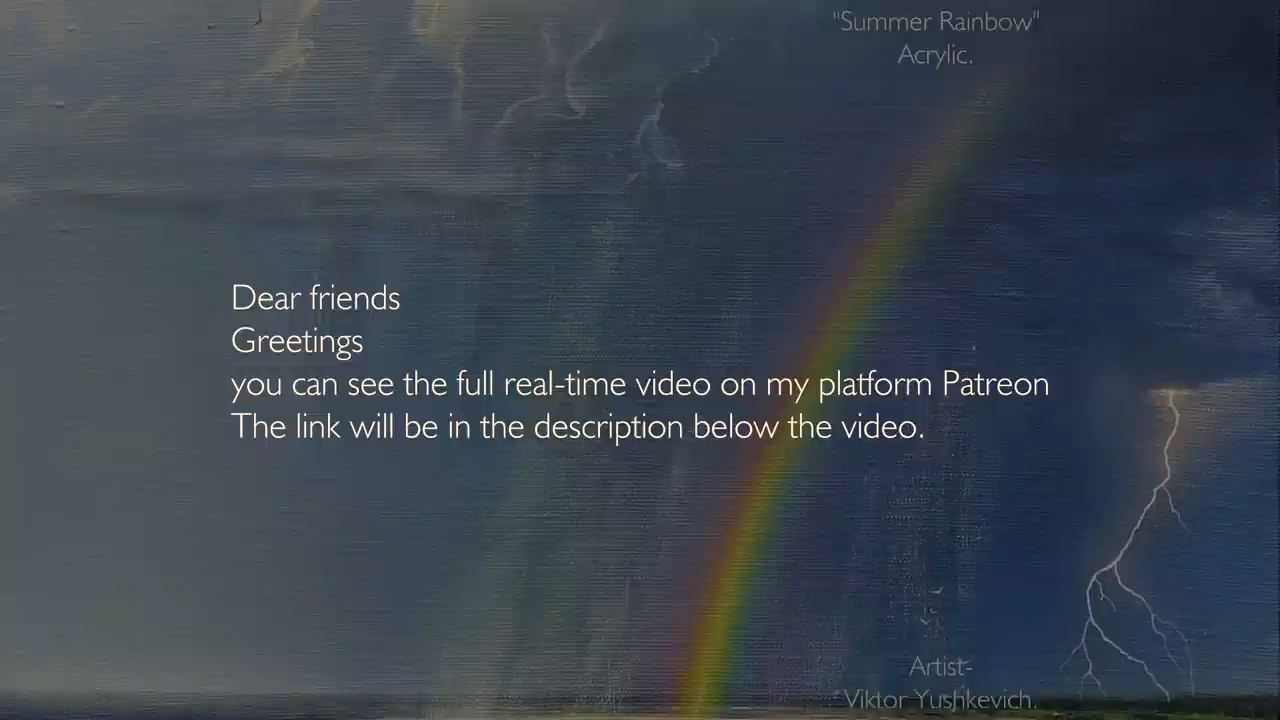 "Summer Rainbow"
Acrylic.
Dear friends
Greetings
you can see the full real-time video on my platform Patreon
The link will be in the description below the video.
Artist-
Viktor Yushkevich.